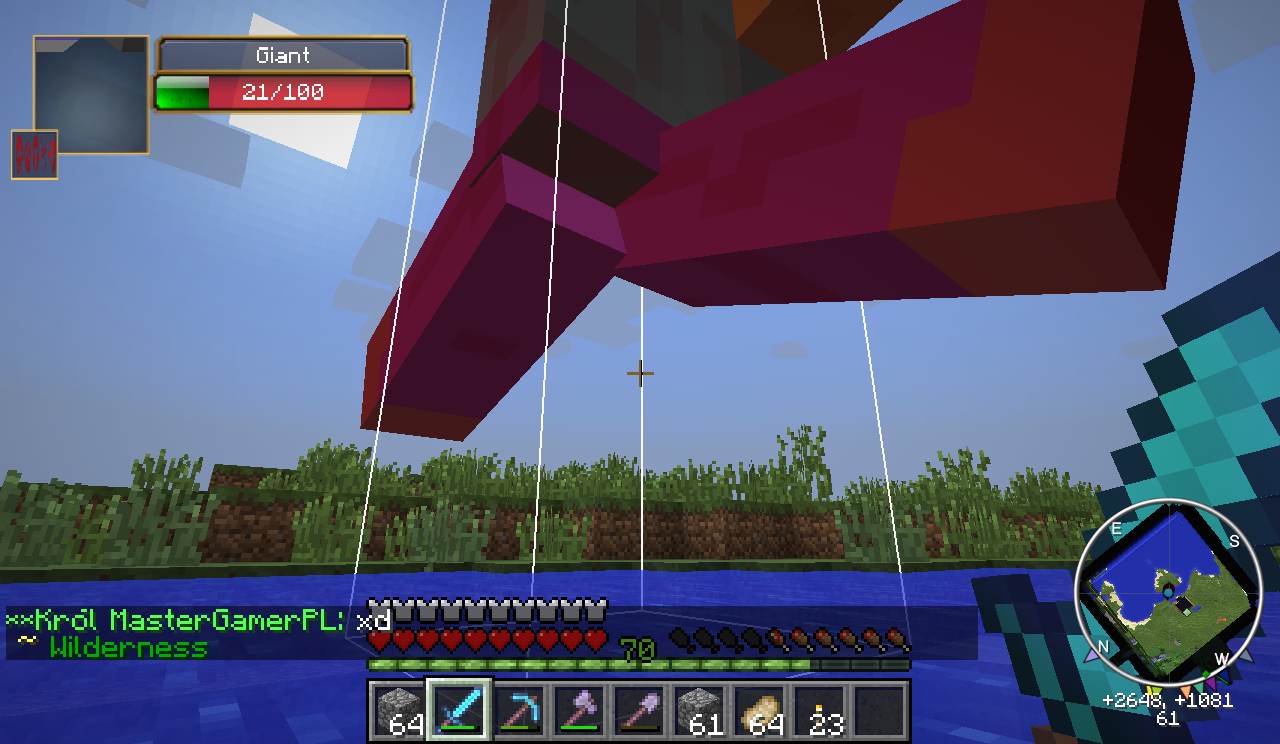 Giant
21/100
**Król MasterGamerPL: xd
~ Wilderness
70
E
S
N
W
+2648, +1081
61
64
61
64
23